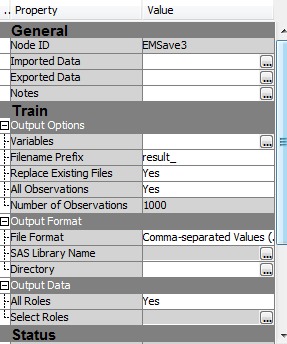 .. Property Value
General
Node ID EMSave3
Imported Data ...
Exported Data ...
Notes ...
Train
Output Options
Variables ...
Filename Prefix result_
Replace Existing Files Yes
All Observations Yes
Number of Observations 1000
Output Format
File Format Comma-separated Values (.
SAS Library Name ...
Directory ...
Output Data
All Roles Yes
Select Roles ...
Status